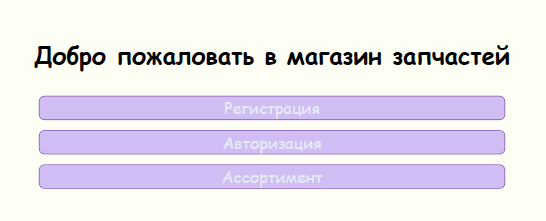 Добро пожаловать в магазин запчастей
Регистрация
Авторизация
Ассортимент